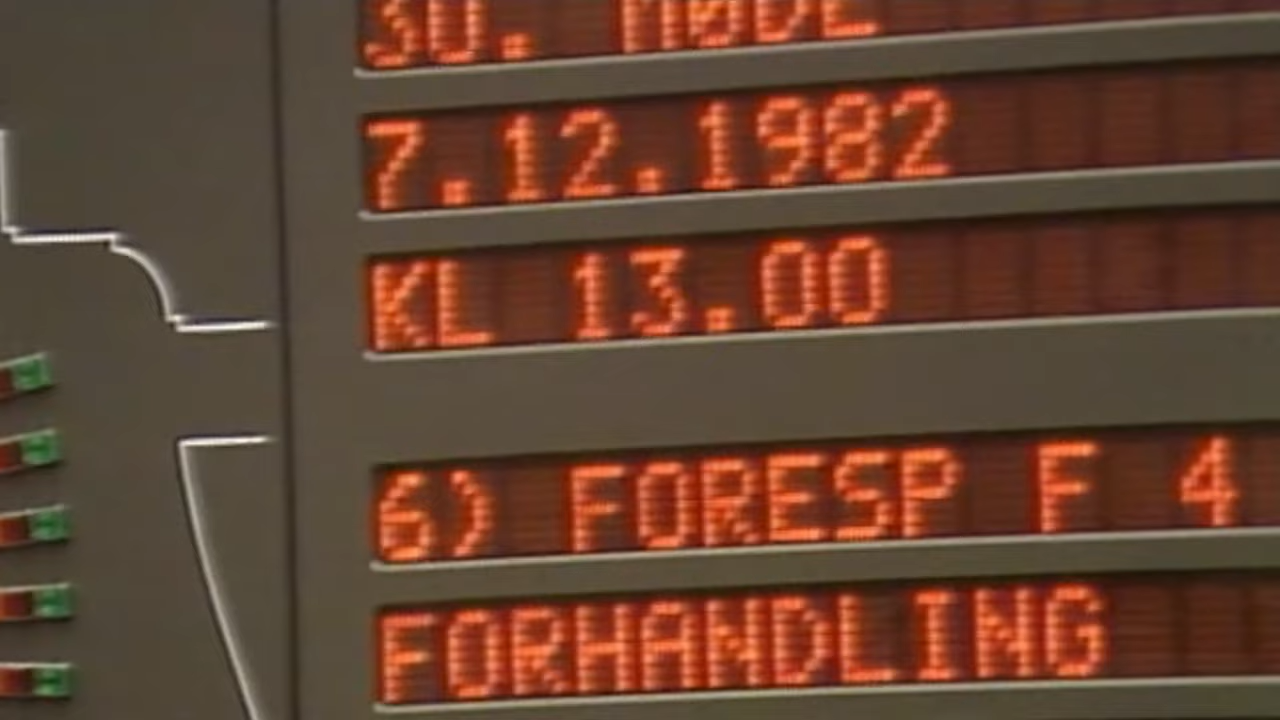 30. MØDE
7.12.1982
KL 13.00
6) FORESP F 4
FORHANDLING